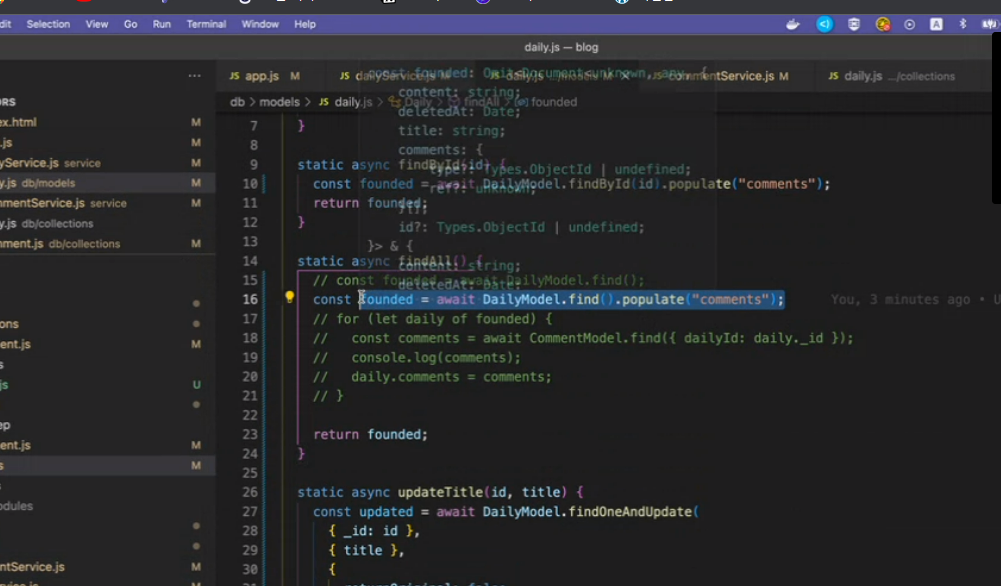 dit Selection View Go Run Terminal Window Help
daily.js — blog
JS app.js M
JS
JS
M
JS
M
JS daily.js .../collections
ORS
db > models > JS daily.js > Daily > findAll > founded
ex.html M
.js M
yService.js service M
y.js db/models M
mmentService.js service M
y.js db/collections
mment.js db/collections M
ons
ent.js M
s
js U
ep
ent.js M
s M
s
odules
ntService.js M
const founded: Omit<Document<unknown, any, {
content: string;
deletedAt: Date;
title: string;
comments: {
type?: Types.ObjectId | undefined;
ref?: unknown;
}[];
id?: Types.ObjectId | undefined;
}> & {
content: string;
deletedAt: Date;
7 }
8
9 static async findById(id) {
10 const founded = await DailyModel.findById(id).populate("comments");
11 return founded;
12 }
13
14 static async findAll() {
15 // const founded = await DailyModel.find();
16 const founded = await DailyModel.find().populate("comments"); You, 3 minutes ago • U
17 // for (let daily of founded) {
18 // const comments = await CommentModel.find({ dailyId: daily._id });
19 // console.log(comments);
20 // daily.comments = comments;
21 // }
22
23 return founded;
24 }
25
26 static async updateTitle(id, title) {
27 const updated = await DailyModel.findOneAndUpdate(
28 { _id: id },
29 { title },
30 {